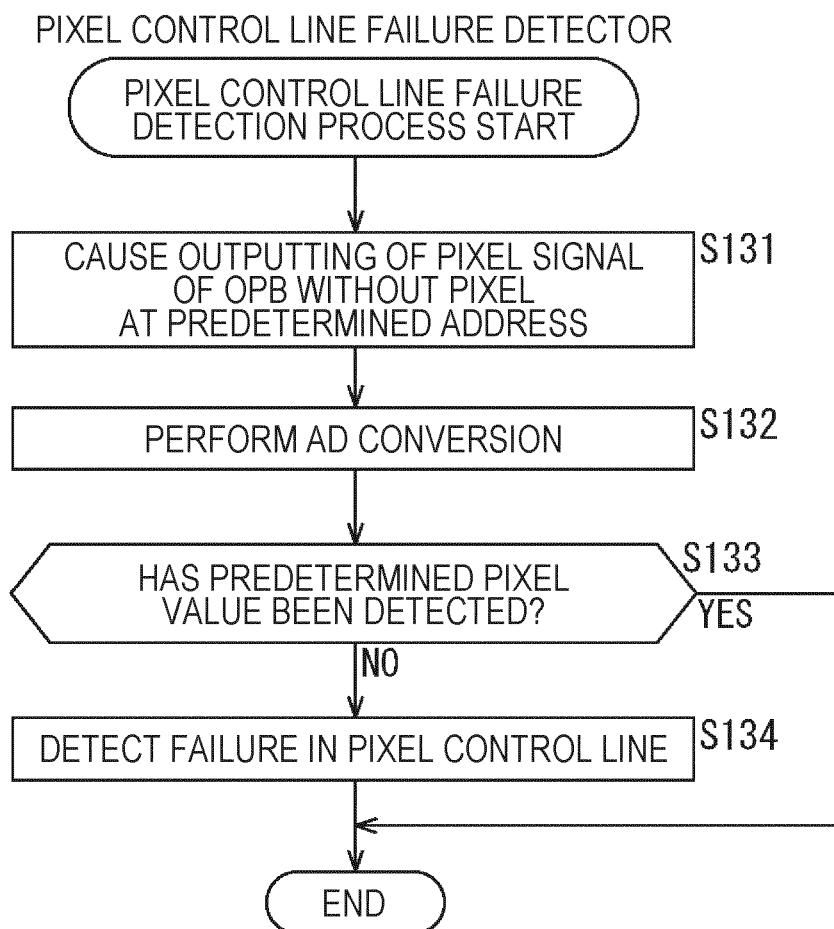 PIXEL CONTROL LINE FAILURE DETECTOR
PIXEL CONTROL LINE FAILURE
DETECTION PROCESS START
CAUSE OUTPUTTING OF PIXEL SIGNAL
OF OPB WITHOUT PIXEL
AT PREDETERMINED ADDRESS
S131
PERFORM AD CONVERSION
S132
HAS PREDETERMINED PIXEL
VALUE BEEN DETECTED?
S133
YES
NO
DETECT FAILURE IN PIXEL CONTROL LINE
S134
END